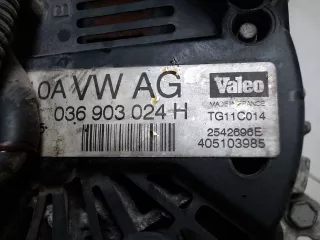 0A VW AG
Valeo
036 903 024 H
MADE IN FRANCE
TG11C014
2542696E
405103985